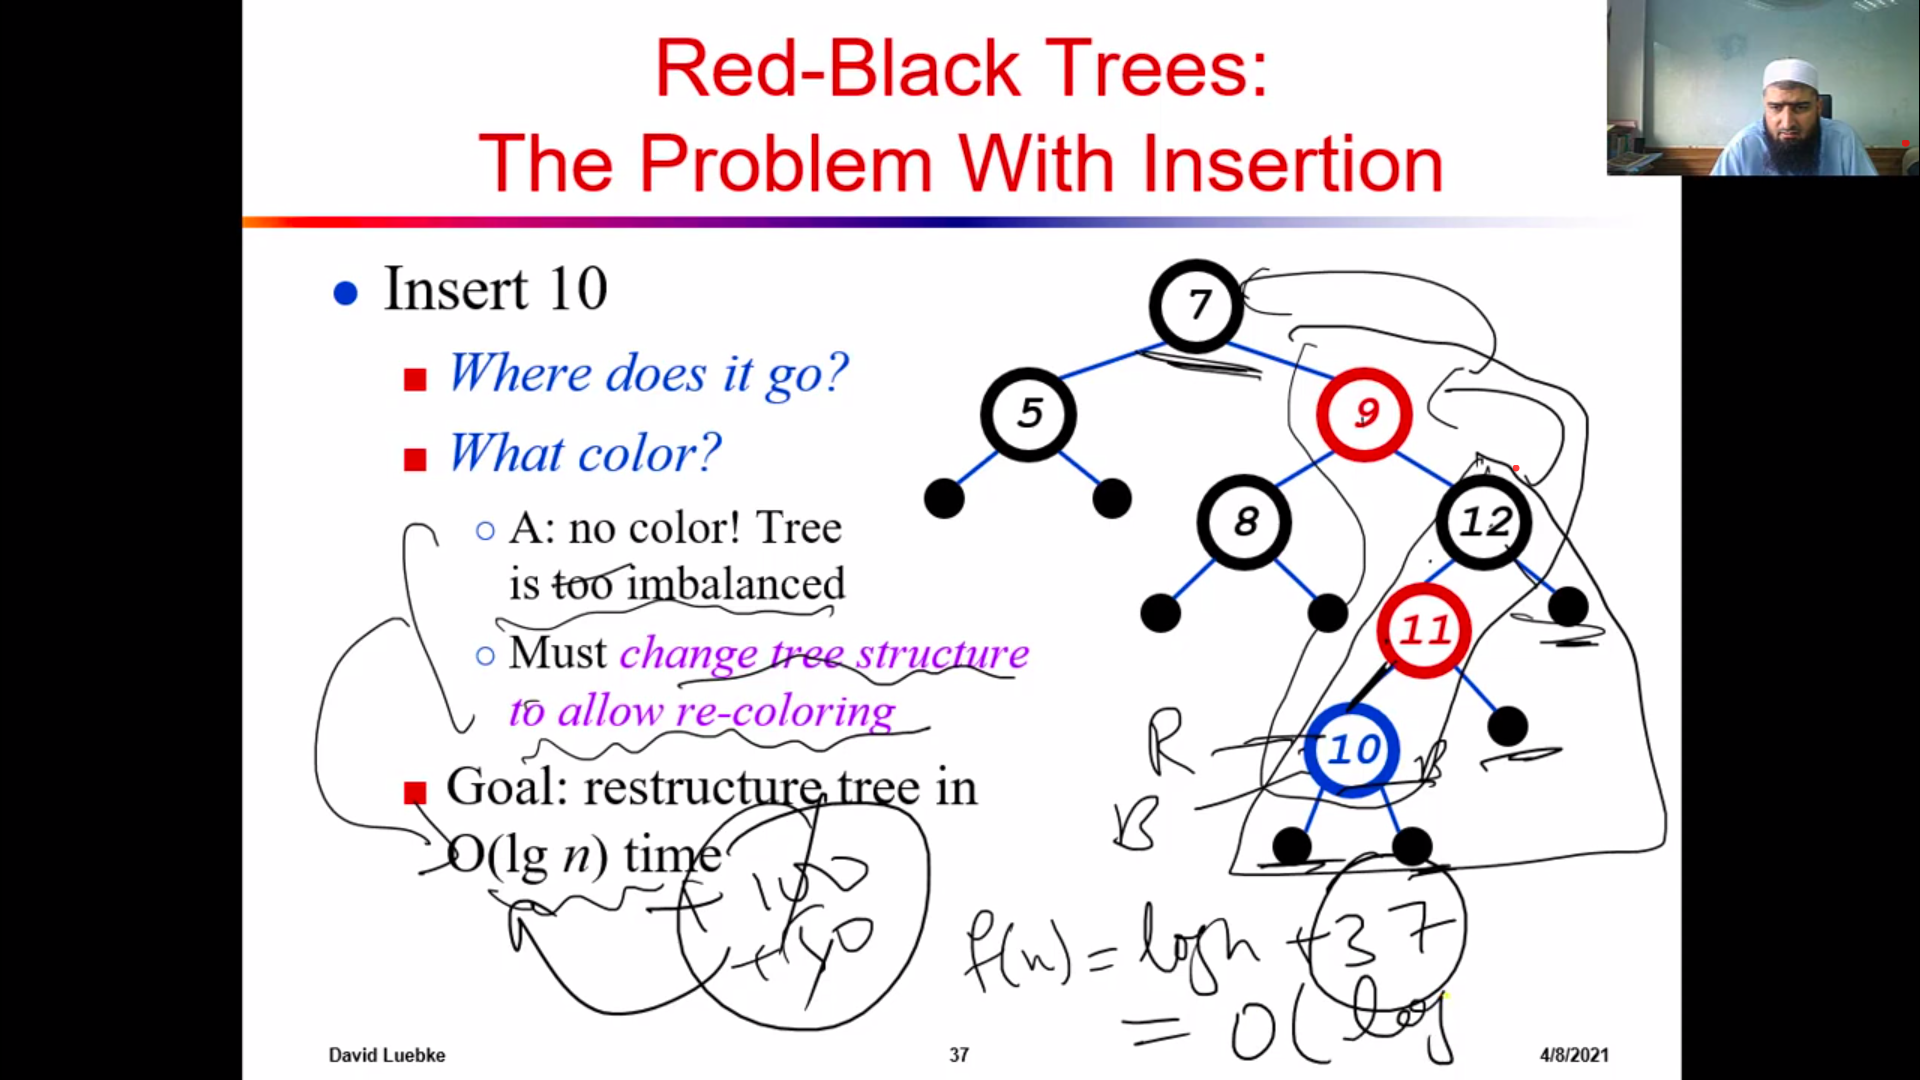 Red-Black Trees:
The Problem With Insertion
Insert 10
Where does it go?
What color?
A: no color! Tree
is too imbalanced
Must change tree structure
to allow re-coloring
Goal: restructure tree in
O(lg n) time
7
5
9
8
12
11
10
R
B
B
+ 100
f(n) = logn + 37
= O(log
David Luebke
37
4/8/2021